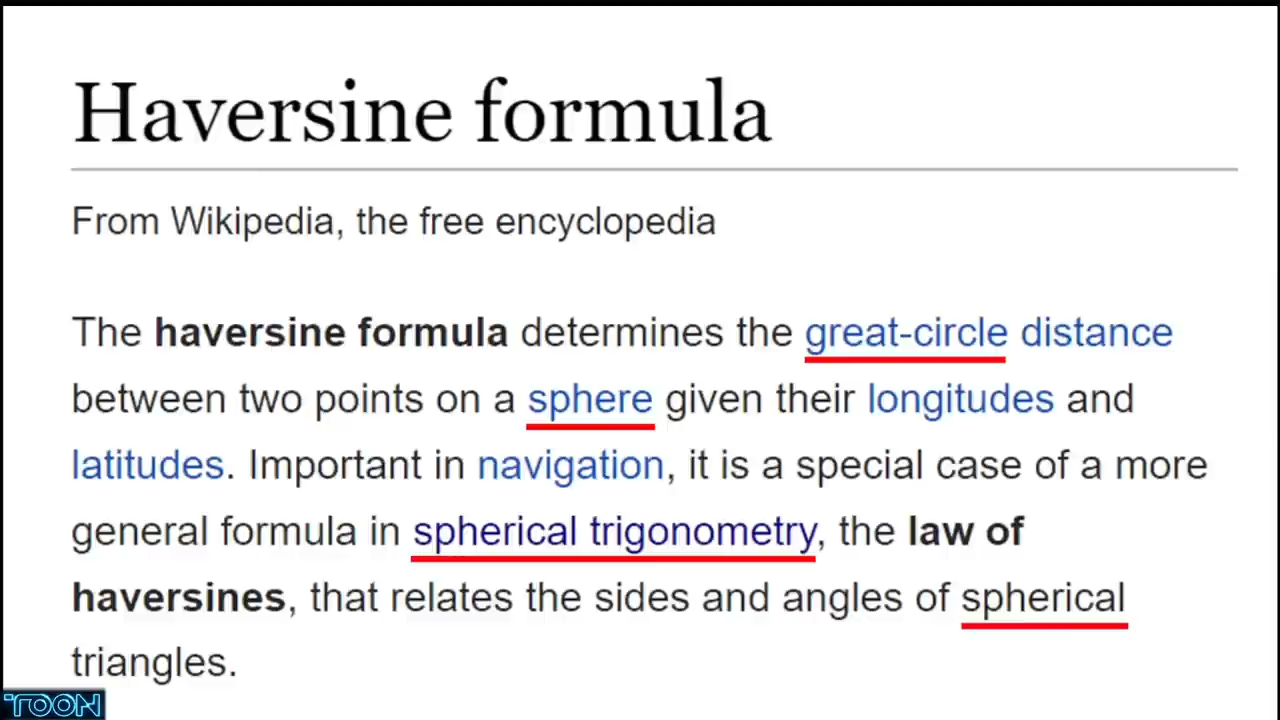 Haversine formula
From Wikipedia, the free encyclopedia
The haversine formula determines the great-circle distance
between two points on a sphere given their longitudes and
latitudes. Important in navigation, it is a special case of a more
general formula in spherical trigonometry, the law of
haversines, that relates the sides and angles of spherical
triangles.
TOON